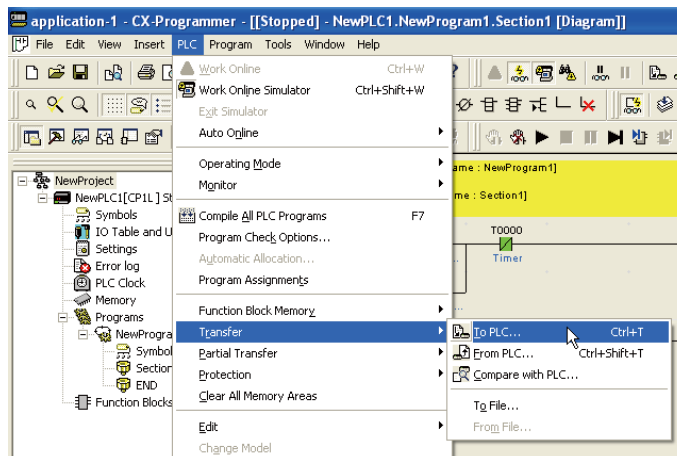 application-1 - CX-Programmer - [[Stopped] - NewPLC1.NewProgram1.Section1 [Diagram]]
File Edit View Insert PLC Program Tools Window Help
Work Online Ctrl+W
Work Online Simulator Ctrl+Shift+W
Exit Simulator
Auto Online
Operating Mode
Monitor
Compile All PLC Programs F7
Program Check Options...
Automatic Allocation...
Program Assignments
Function Block Memory
Transfer
Partial Transfer
Protection
Clear All Memory Areas
Edit
Change Model
To PLC... Ctrl+T
From PLC... Ctrl+Shift+T
Compare with PLC...
To File...
From File...
NewProject
NewPLC1[CP1L] St
Symbols
IO Table and U
Settings
Error log
PLC Clock
Memory
Programs
NewProgra
Symbol
Section
END
Function Blocks
ame : NewProgram1]
me : Section1]
T0000
Timer